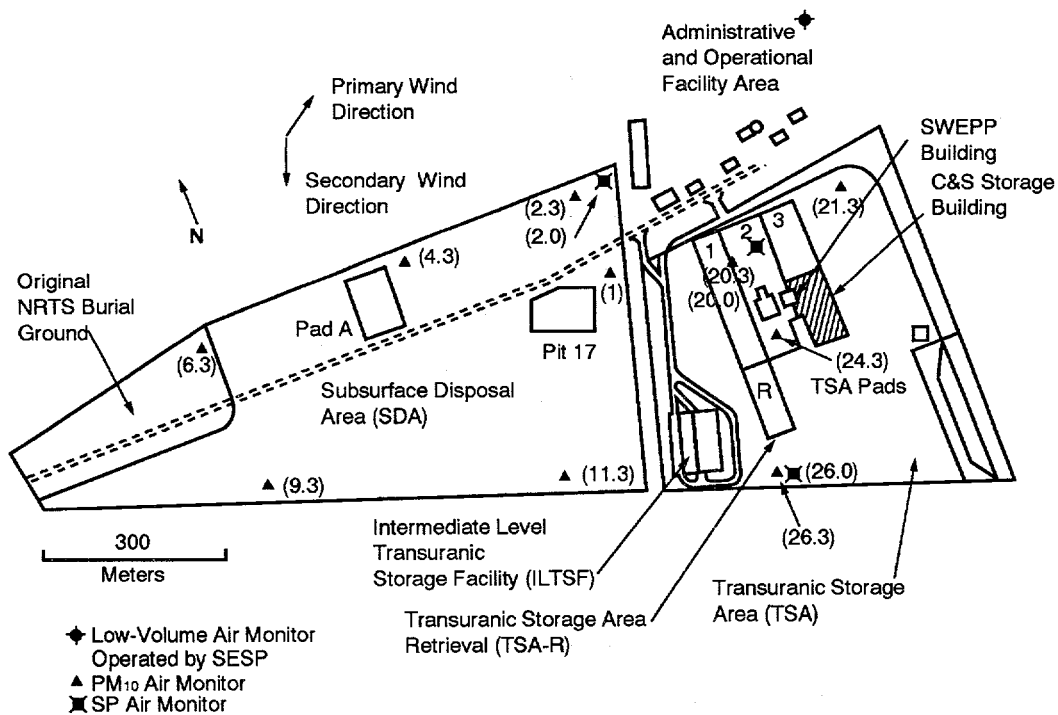 Administrative
and Operational
Facility Area
Primary Wind
Direction
Secondary Wind
Direction
N
SWEPP
Building
C&S Storage
Building
(2.3)
(2.0)
(4.3)
(21.3)
1
2
3
(20.3)
(20.0)
(1)
Original
NRTS Burial
Ground
Pad A
Pit 17
(6.3)
(24.3)
TSA Pads
Subsurface Disposal
Area (SDA)
R
(9.3)
(11.3)
(26.0)
(26.3)
300
Meters
Intermediate Level
Transuranic
Storage Facility (ILTSF)
Transuranic Storage Area
Retrieval (TSA-R)
Transuranic Storage
Area (TSA)
Low-Volume Air Monitor
Operated by SESP
PM10 Air Monitor
SP Air Monitor